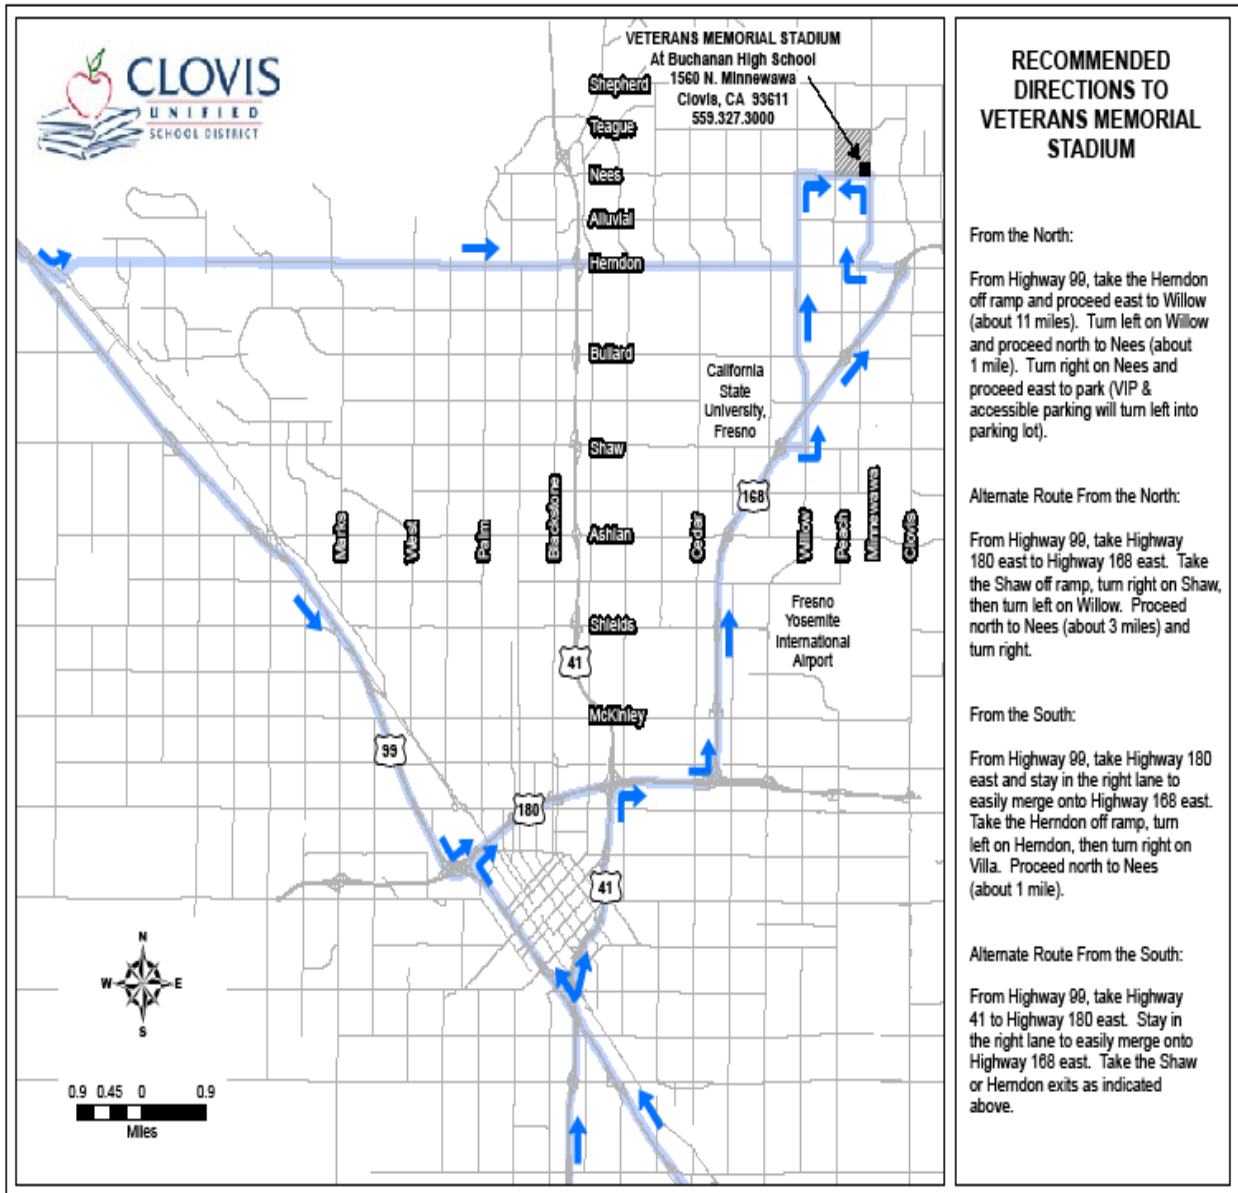 CLOVIS
UNIFIED
SCHOOL DISTRICT
VETERANS MEMORIAL STADIUM
At Buchanan High School
1560 N. Minnewawa
Clovis, CA  93611
559.327.3000
Shepherd
Teague
Nees
Alluvial
Herndon
Bullard
California
State
University,
Fresno
Shaw
168
Marks
West
Palm
Blackstone
Ashlan
Cedar
Willow
Peach
Minnewawa
Clovis
Fresno
Yosemite
International
Airport
Shields
41
McKinley
99
180
41
N
W
E
S
0.9 0.45 0 0.9
Miles
RECOMMENDED
DIRECTIONS TO
VETERANS MEMORIAL
STADIUM
From the North:
From Highway 99, take the Herndon
off ramp and proceed east to Willow
(about 11 miles).  Turn left on Willow
and proceed north to Nees (about
1 mile).  Turn right on Nees and
proceed east to park (VIP &
accessible parking will turn left into
parking lot).
Alternate Route From the North:
From Highway 99, take Highway
180 east to Highway 168 east.  Take
the Shaw off ramp, turn right on Shaw,
then turn left on Willow.  Proceed
north to Nees (about 3 miles) and
turn right.
From the South:
From Highway 99, take Highway 180
east and stay in the right lane to
easily merge onto Highway 168 east.
Take the Herndon off ramp, turn
left on Herndon, then turn right on
Villa.  Proceed north to Nees
(about 1 mile).
Alternate Route From the South:
From Highway 99, take Highway
41 to Highway 180 east.  Stay in
the right lane to easily merge onto
Highway 168 east.  Take the Shaw
or Herndon exits as indicated
above.